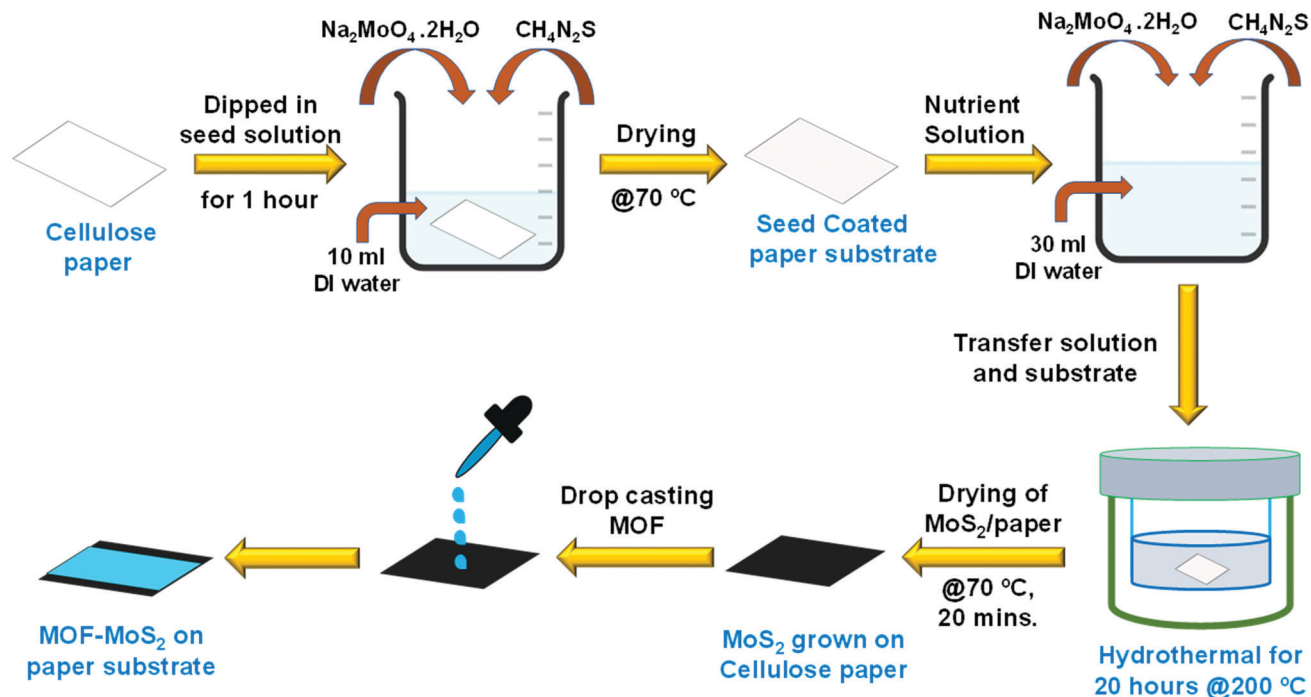 Na₂MoO₄.2H₂O
CH₄N₂S
Dipped in
seed solution
for 1 hour
Cellulose
paper
10 ml
DI water
Drying
@70 ºC
Seed Coated
paper substrate
Nutrient
Solution
Na₂MoO₄.2H₂O
CH₄N₂S
30 ml
DI water
Transfer solution
and substrate
Hydrothermal for
20 hours @200 ºC
Drying of
MoS₂/paper
@70 ºC,
20 mins.
MoS₂ grown on
Cellulose paper
Drop casting
MOF
MOF-MoS₂ on
paper substrate